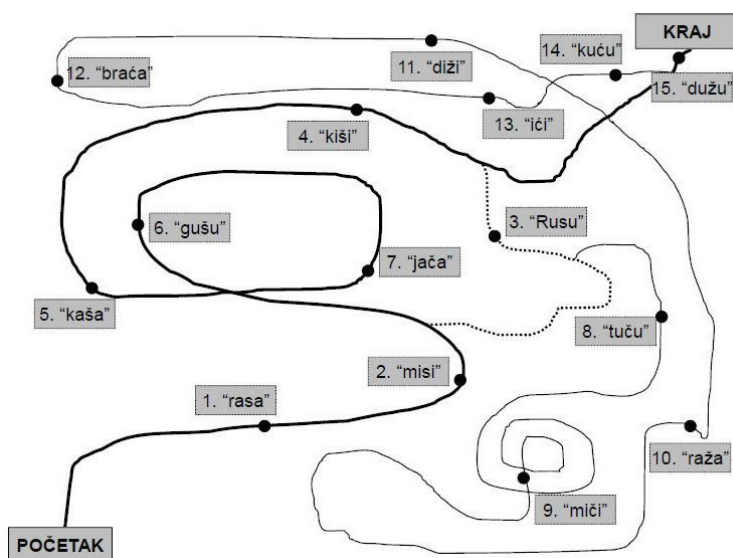 KRAJ
14. “kuću”
11. “diži”
12. “braća”
15. “dužu”
13. “ići”
4. “kiši”
3. “Rusu”
6. “gušu”
7. “jača”
5. “kaša”
8. “tuču”
2. “misi”
1. “rasa”
10. “raža”
9. “miči”
POČETAK